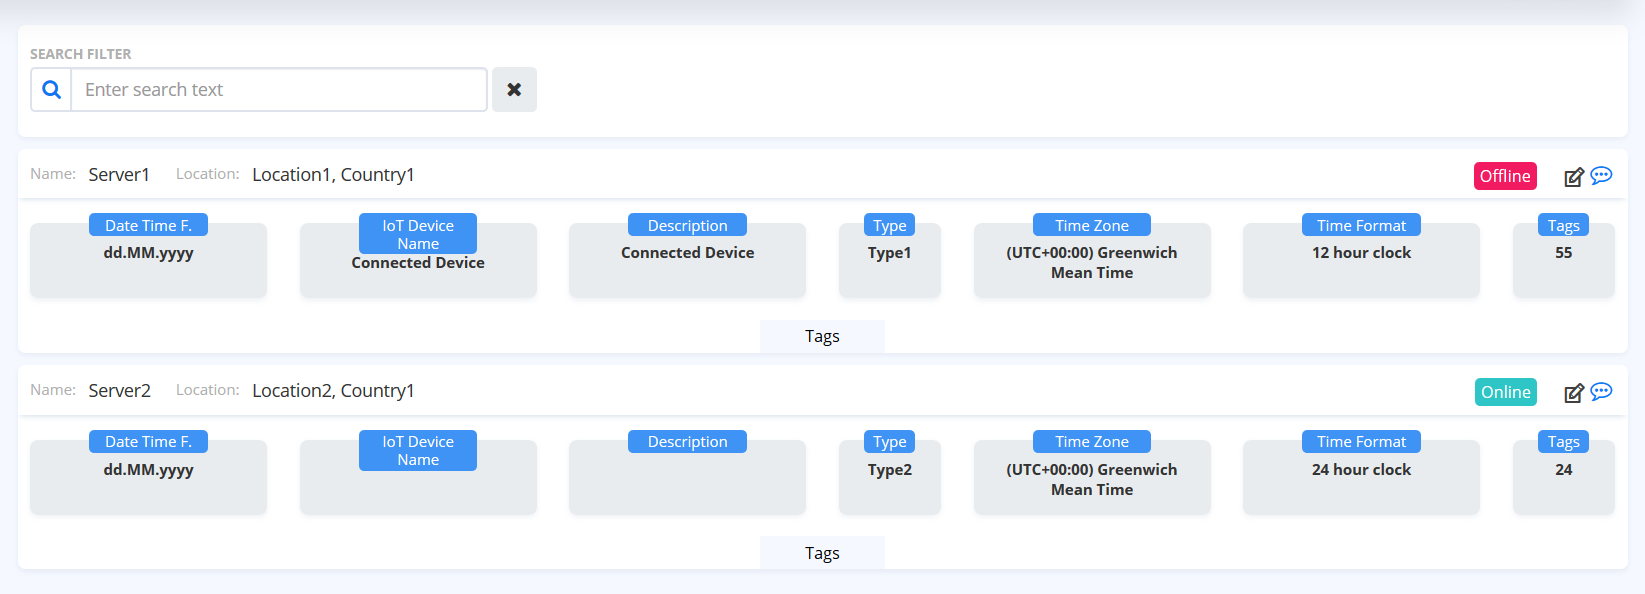 SEARCH FILTER
Enter search text
Name: Server1 Location: Location1, Country1 Offline
Date Time F. IoT Device Name Description Type Time Zone Time Format Tags
dd.MM.yyyy Connected Device Connected Device Type1 (UTC+00:00) Greenwich Mean Time 12 hour clock 55
Tags
Name: Server2 Location: Location2, Country1 Online
Date Time F. IoT Device Name Description Type Time Zone Time Format Tags
dd.MM.yyyy Type2 (UTC+00:00) Greenwich Mean Time 24 hour clock 24
Tags